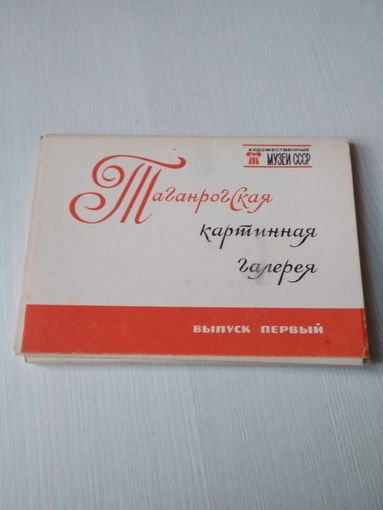 ХУДОЖЕСТВЕННЫЕ
МУЗЕИ СССР
Таганрогская
картинная
галерея
ВЫПУСК ПЕРВЫЙ